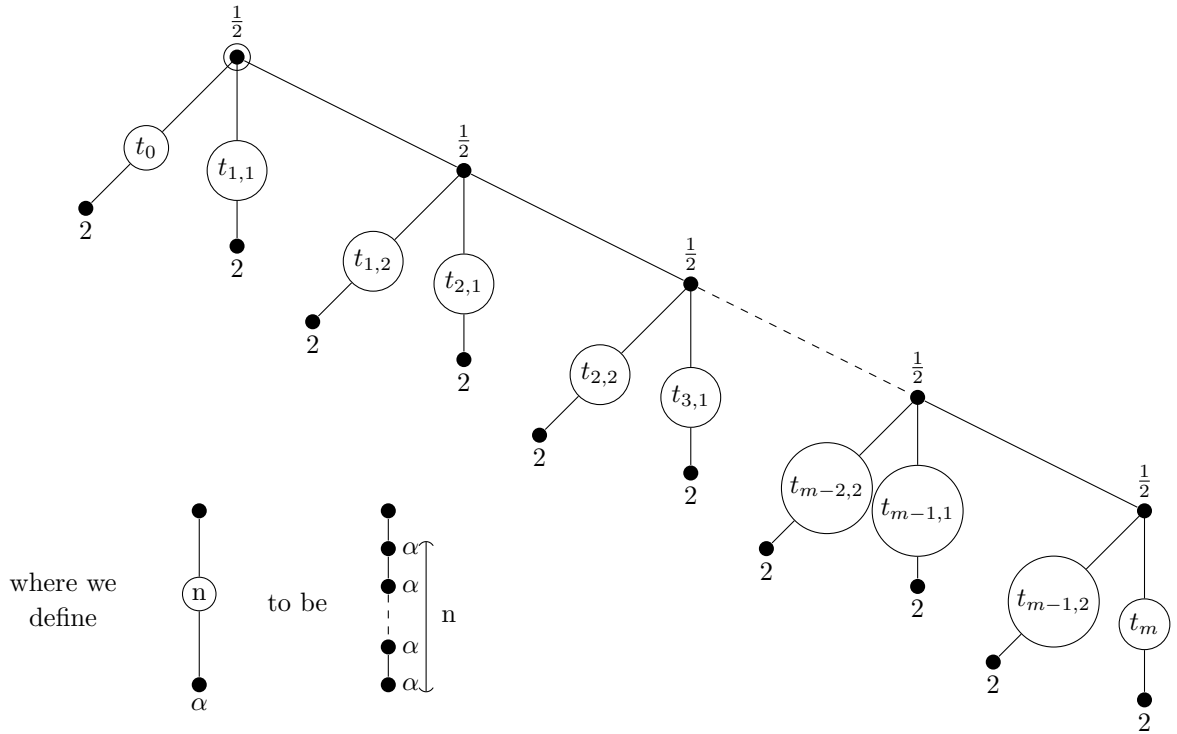 1/2
t_0
t_{1,1}
2
2
1/2
t_{1,2}
t_{2,1}
2
2
1/2
t_{2,2}
t_{3,1}
2
2
1/2
t_{m−2,2}
t_{m−1,1}
2
2
1/2
t_{m−1,2}
t_m
2
2
where we
define
n
α
to be
α
α
α
α
n